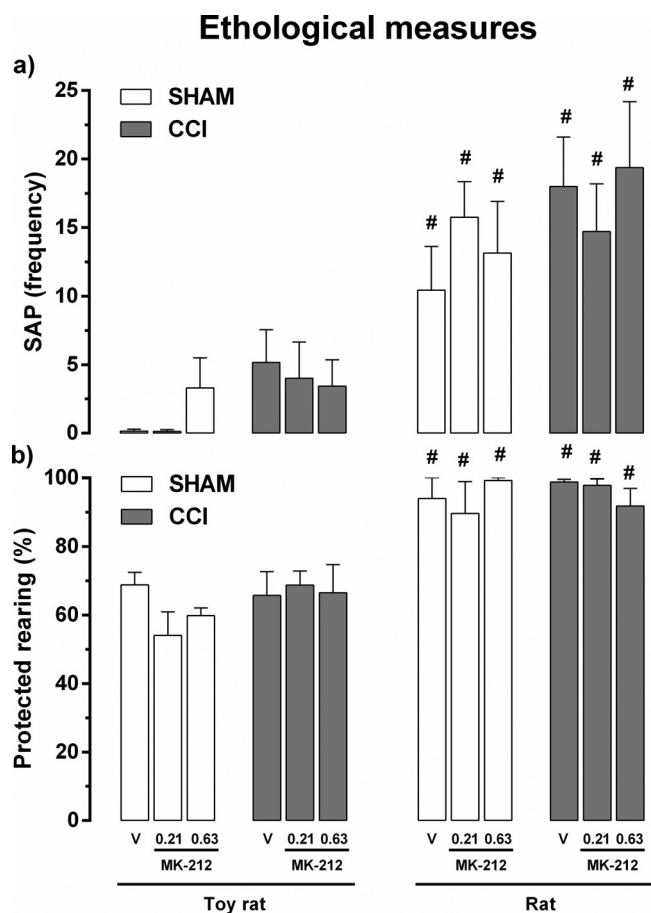 Ethological measures
a)
SHAM
CCI
SAP (frequency)
25
20
15
10
5
0
# # # # # #
b)
SHAM
CCI
Protected rearing (%)
100
80
60
40
20
0
# # # # # #
V 0.21 0.63 V 0.21 0.63 V 0.21 0.63 V 0.21 0.63
MK-212 MK-212 MK-212 MK-212
Toy rat Rat